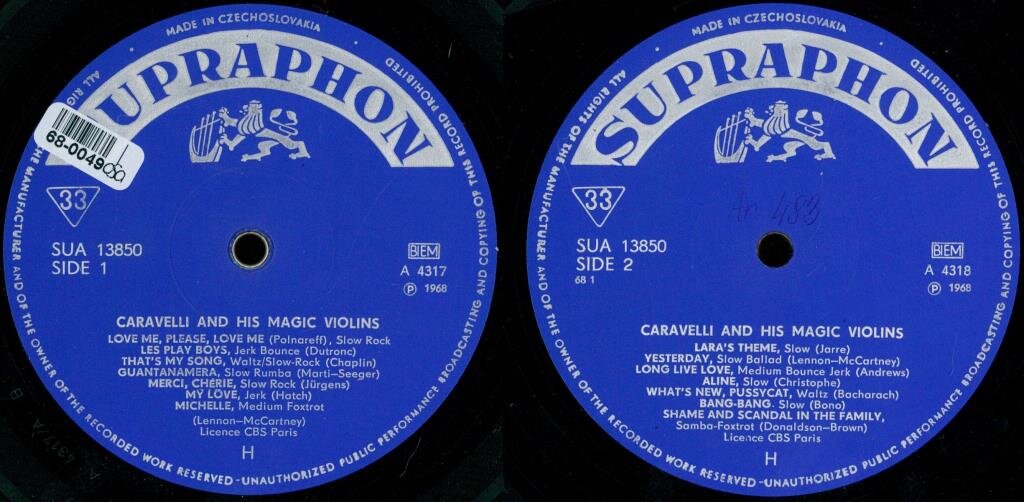 MADE IN CZECHOSLOVAKIA
SUPRAPHON
ALL RIGHTS OF THE MANUFACTURER AND OF THE OWNER OF THE RECORDED WORK RESERVED-UNAUTHORIZED PUBLIC PERFORMANCE BROADCASTING AND COPYING OF THIS RECORD PROHIBITED
68-0049050
33
SUA 13850
SIDE 1
BIEM
A 4317
Ⓟ 1968
CARAVELLI AND HIS MAGIC VIOLINS
LOVE ME, PLEASE, LOVE ME (Polnareff), Slow Rock
LES PLAY BOYS, Jerk Bounce (Dutronc)
THAT'S MY SONG, Waltz/Slow-Rock (Chaplin)
GUANTANAMERA, Slow Rumba (Marti-Seeger)
MERCI, CHÉRIE, Slow Rock (Jürgens)
MY LOVE, Jerk (Hatch)
MICHELLE, Medium Foxtrot
(Lennon-McCartney)
Licence CBS Paris
H
MADE IN CZECHOSLOVAKIA
SUPRAPHON
ALL RIGHTS OF THE MANUFACTURER AND OF THE OWNER OF THE RECORDED WORK RESERVED-UNAUTHORIZED PUBLIC PERFORMANCE BROADCASTING AND COPYING OF THIS RECORD PROHIBITED
33
483
SUA 13850
SIDE 2
68 1
BIEM
A 4318
Ⓟ 1968
CARAVELLI AND HIS MAGIC VIOLINS
LARA'S THEME, Slow (Jarre)
YESTERDAY, Slow Ballad (Lennon-McCartney)
LONG LIVE LOVE, Medium Bounce Jerk (Andrews)
ALINE, Slow (Christophe)
WHAT'S NEW, PUSSYCAT, Waltz (Bacharach)
BANG-BANG. Slow (Bono)
SHAME AND SCANDAL IN THE FAMILY,
Samba-Foxtrot (Donaldson-Brown)
Licence CBS Paris
H